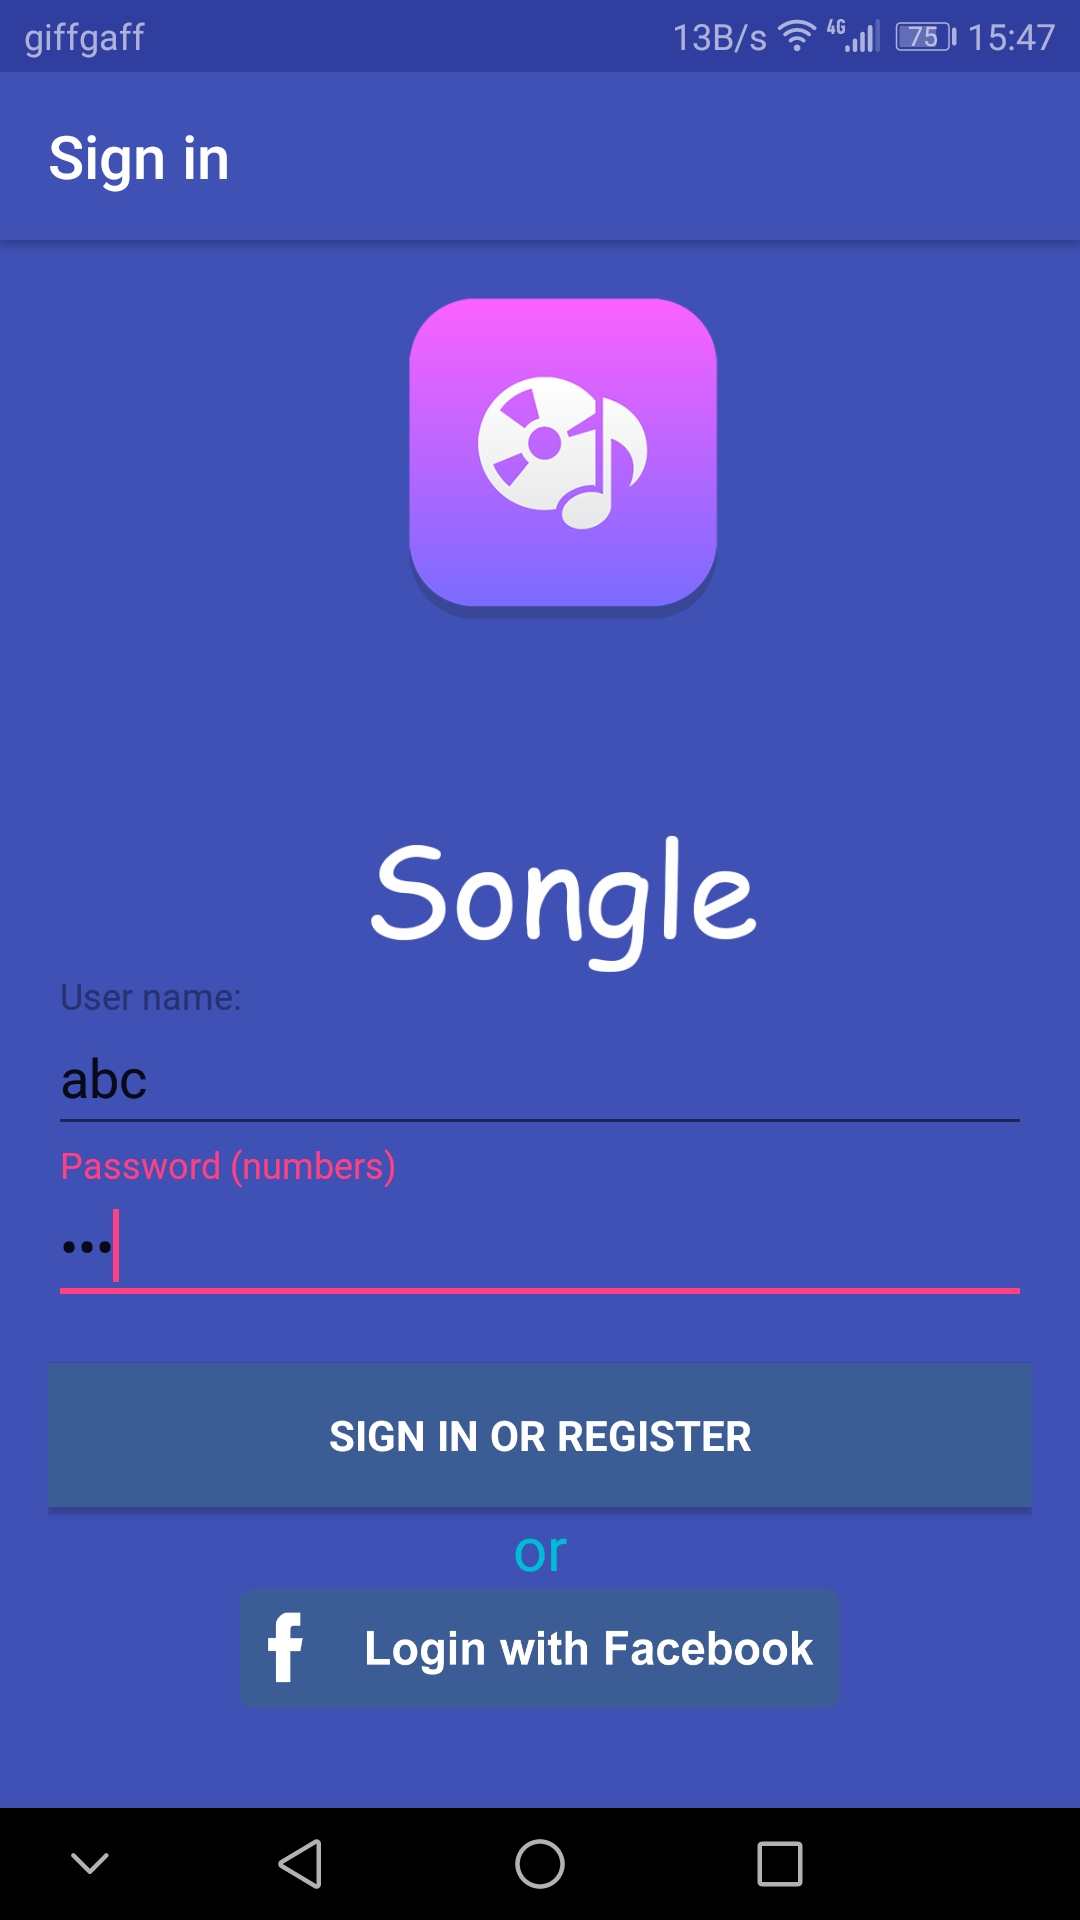 giffgaff 13B/s 4G 75 15:47
Sign in
Songle
User name:
abc
Password (numbers)
•••
SIGN IN OR REGISTER
or
f Login with Facebook